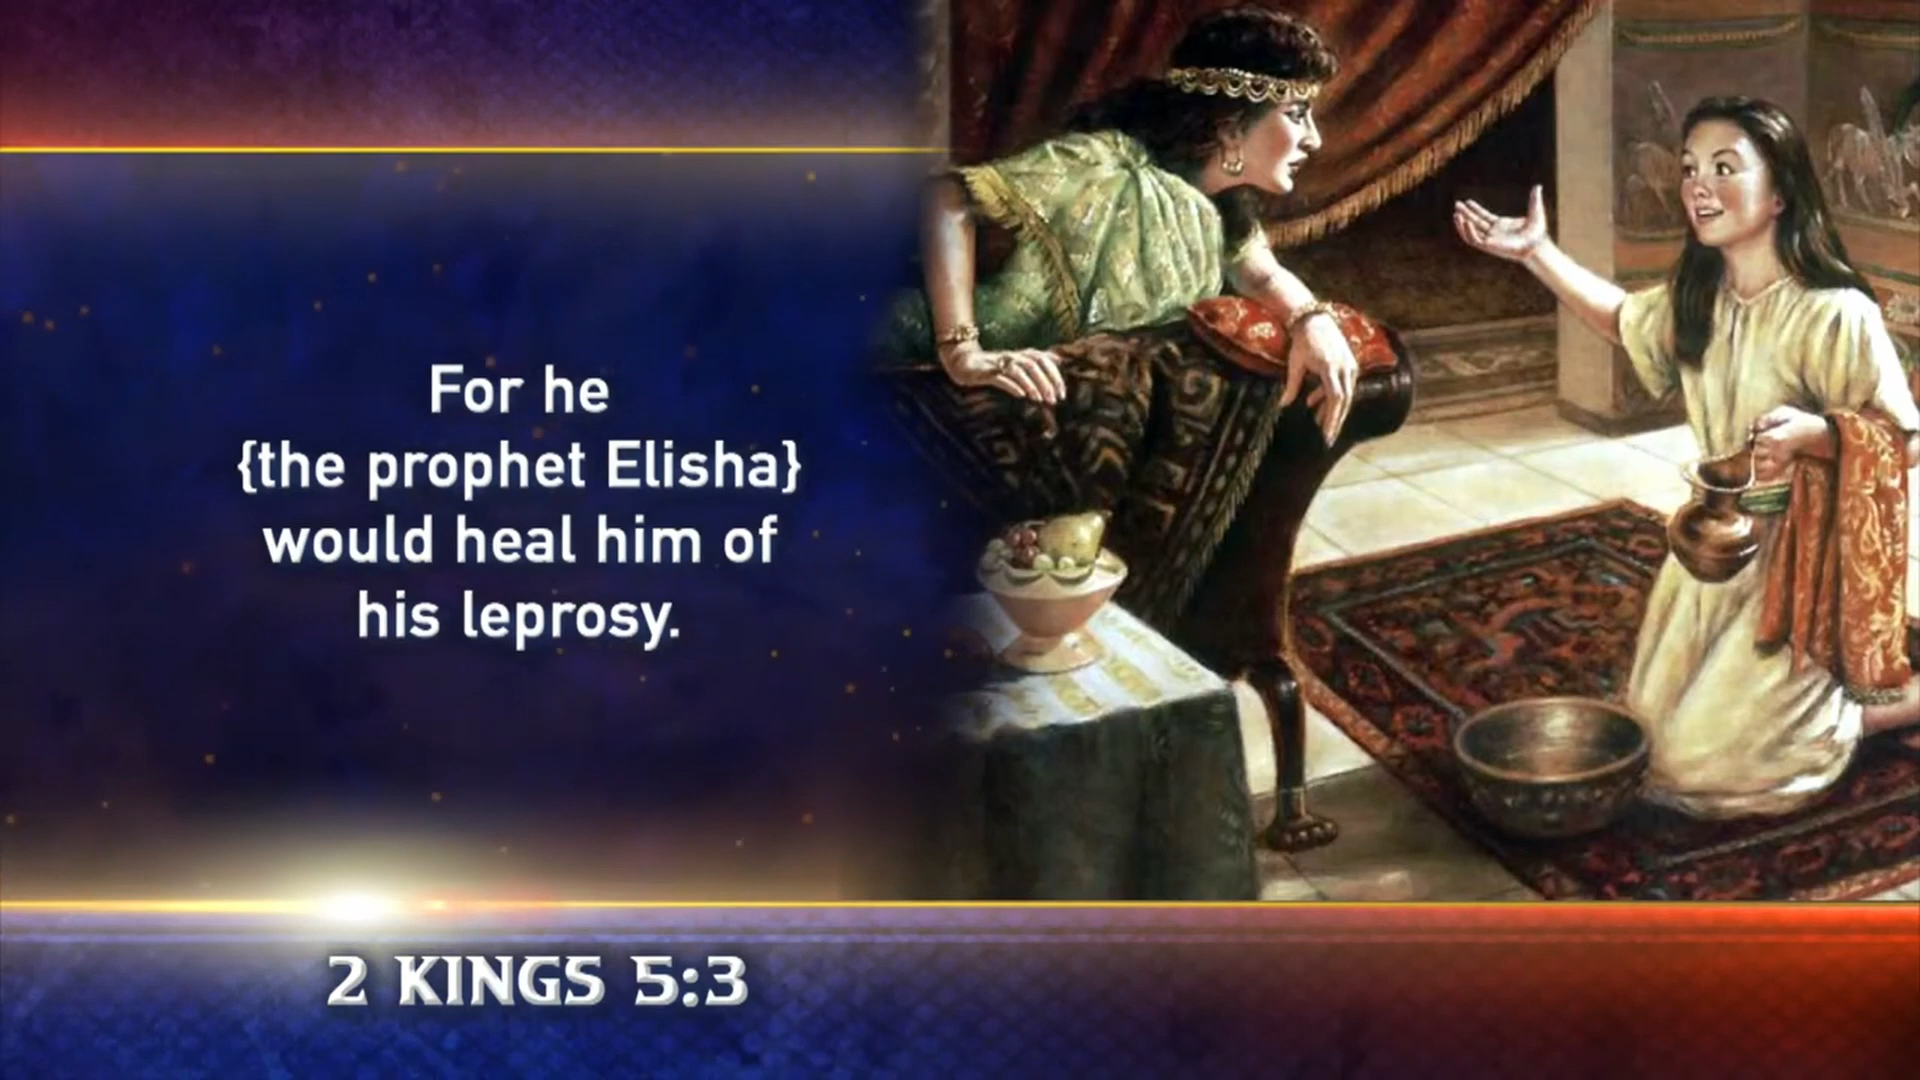 For he
{the prophet Elisha}
would heal him of
his leprosy.
2 KINGS 5:3